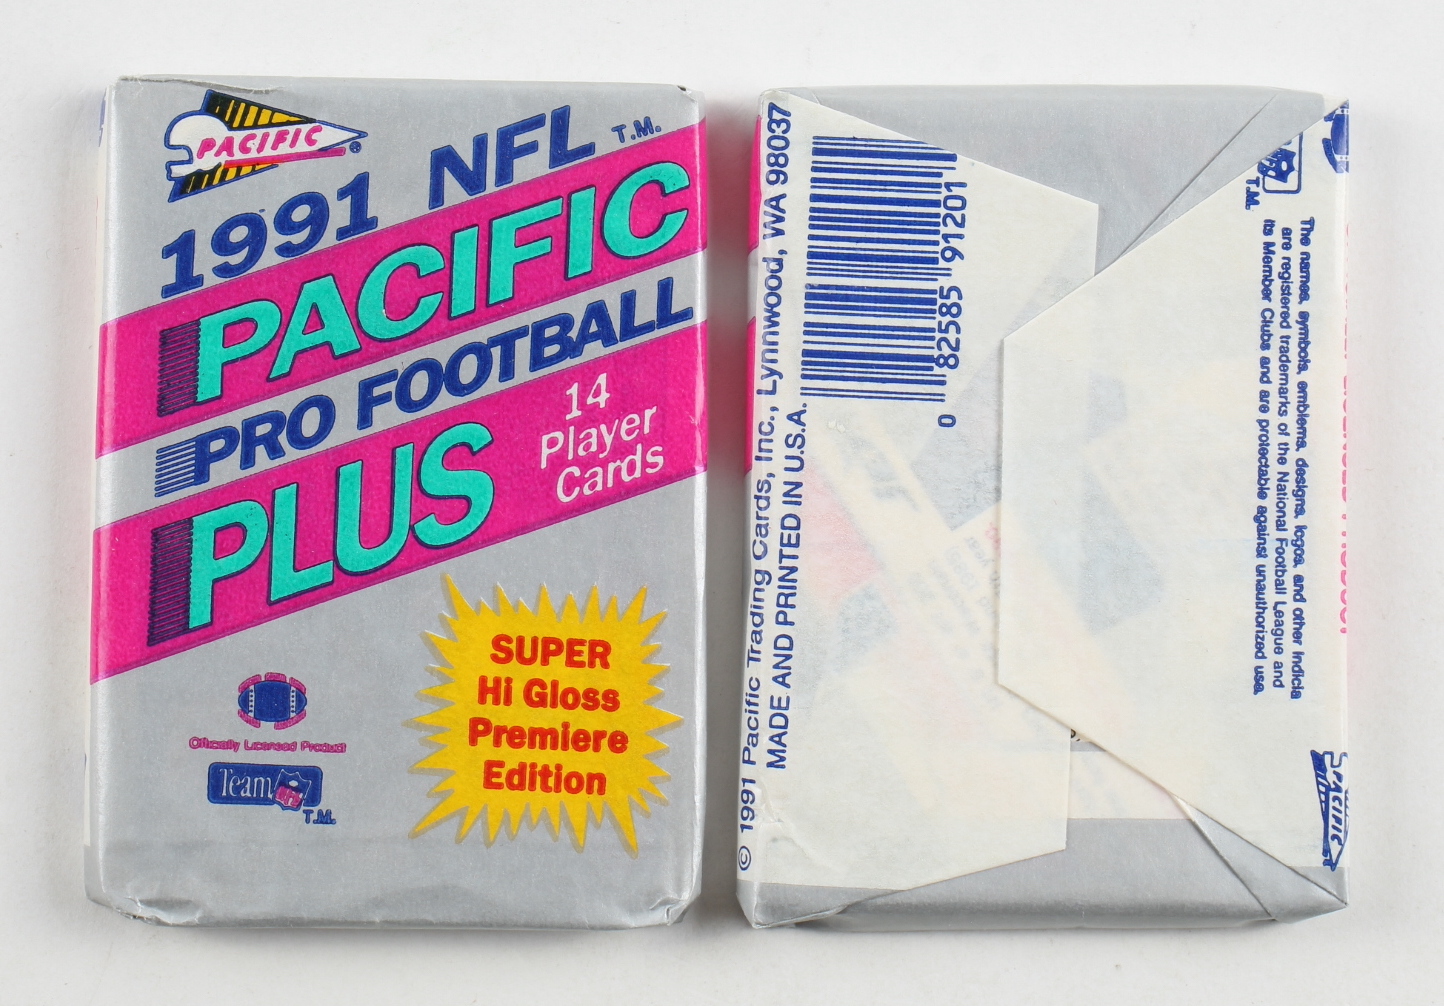 PACIFIC ®
1991 NFL T.M.
PACIFIC
PRO FOOTBALL
PLUS
14
Player
Cards
SUPER
Hi Gloss
Premiere
Edition
Officially Licensed Product
Team NFL
T.M.
© 1991 Pacific Trading Cards, Inc., Lynnwood, WA 98037
MADE AND PRINTED IN U.S.A.
0 82585 91201
T.M.
The names, symbols, emblems, designs, logos, and other indicia
are registered trademarks of the National Football League and
its Member Clubs and are protectable against unauthorized use.
PACIFIC